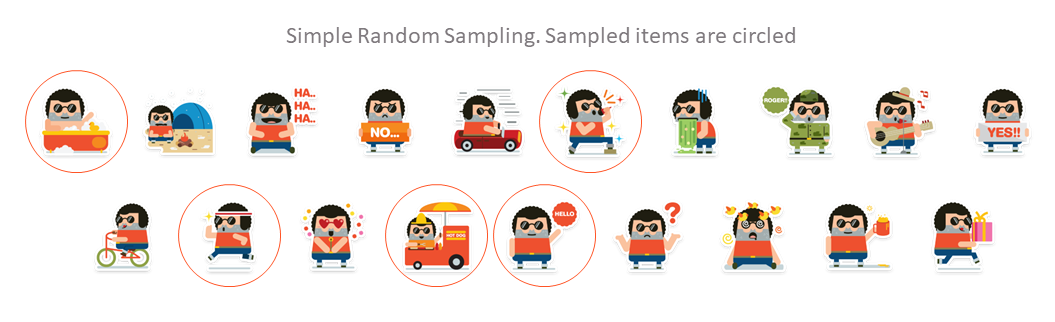 Simple Random Sampling. Sampled items are circled
HA..
HA..
HA..
NO...
ROGER!!
YES!!
HOT DOG
HELLO
?